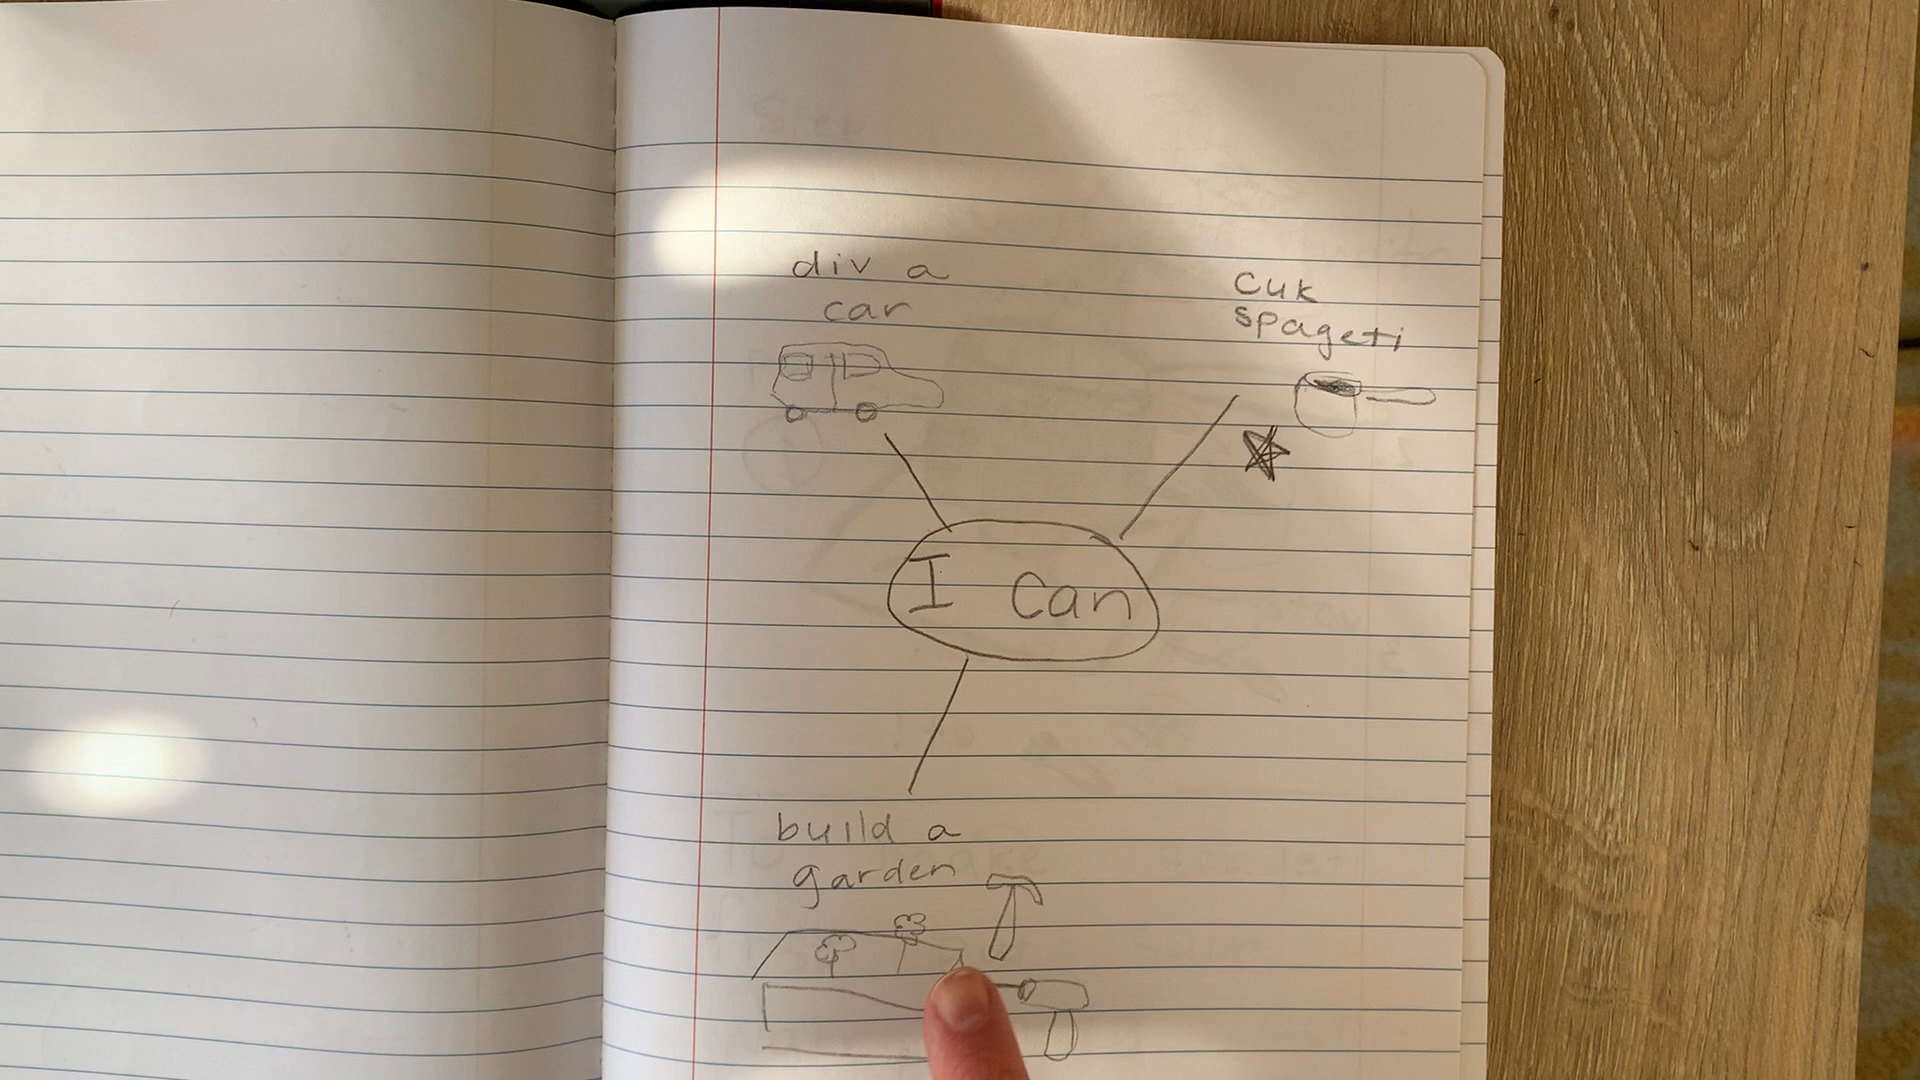 div a
car
Cuk
spageti
I Can
build a
garden